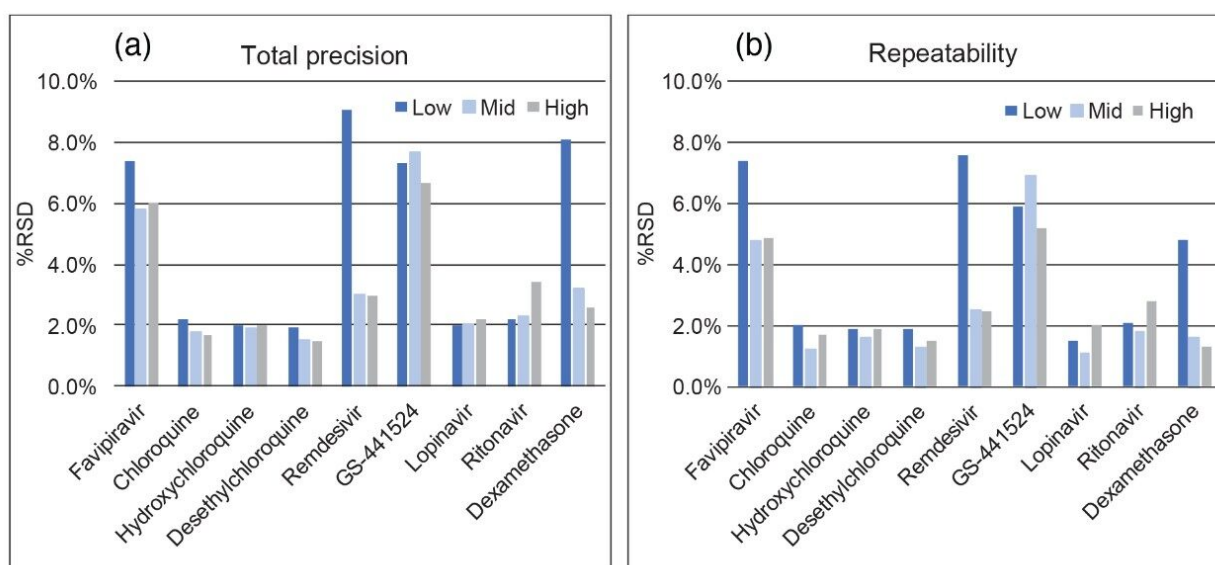 (a) Total precision
10.0%
8.0%
6.0%
4.0%
2.0%
0.0%
%RSD
Low Mid High
Favipiravir
Chloroquine
Hydroxychloroquine
Desethylchloroquine
Remdesivir
GS-441524
Lopinavir
Ritonavir
Dexamethasone
(b) Repeatability
10.0%
8.0%
6.0%
4.0%
2.0%
0.0%
%RSD
Low Mid High
Favipiravir
Chloroquine
Hydroxychloroquine
Desethylchloroquine
Remdesivir
GS-441524
Lopinavir
Ritonavir
Dexamethasone